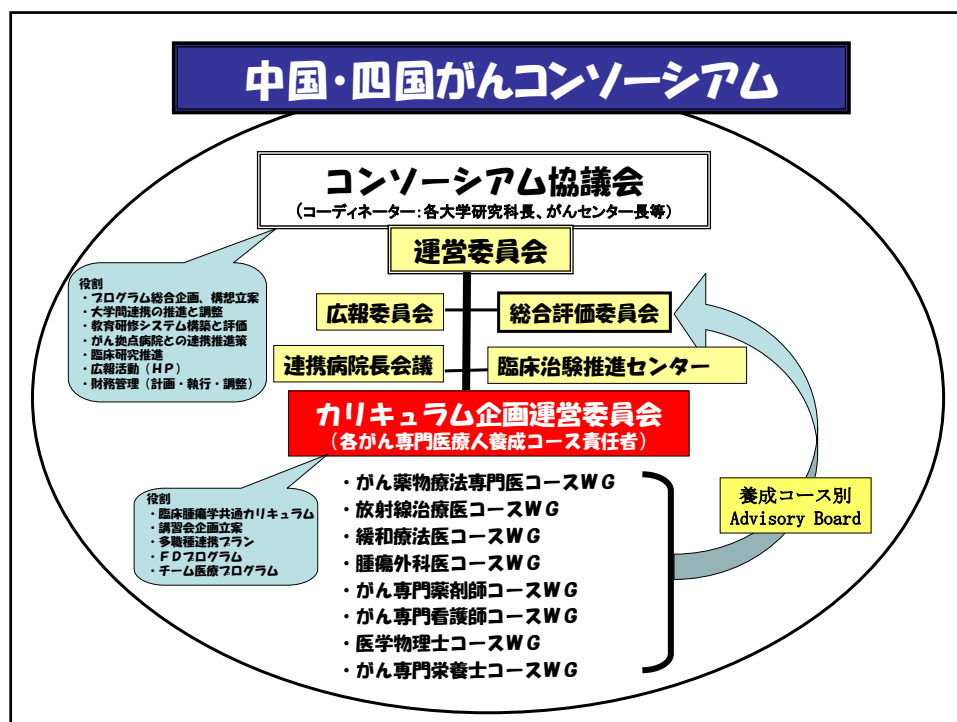 中国・四国がんコンソーシアム
コンソーシアム協議会
（コーディネーター：各大学研究科長、がんセンター長等）
運営委員会
役割
・プログラム総合企画、構想立案
・大学間連携の推進と調整
・教育研修システム構築と評価
・がん拠点病院との連携推進策
・臨床研究推進
・広報活動（ＨＰ）
・財務管理（計画・執行・調整）
広報委員会
総合評価委員会
連携病院長会議
臨床治験推進センター
カリキュラム企画運営委員会
（各がん専門医療人養成コース責任者）
役割
・臨床腫瘍学共通カリキュラム
・講習会企画立案
・多職種連携プラン
・ＦＤプログラム
・チーム医療プログラム
・がん薬物療法専門医コースＷＧ
・放射線治療医コースＷＧ
・緩和療法医コースＷＧ
・腫瘍外科医コースＷＧ
・がん専門薬剤師コースＷＧ
・がん専門看護師コースＷＧ
・医学物理士コースＷＧ
・がん専門栄養士コースＷＧ
養成コース別
Advisory Board